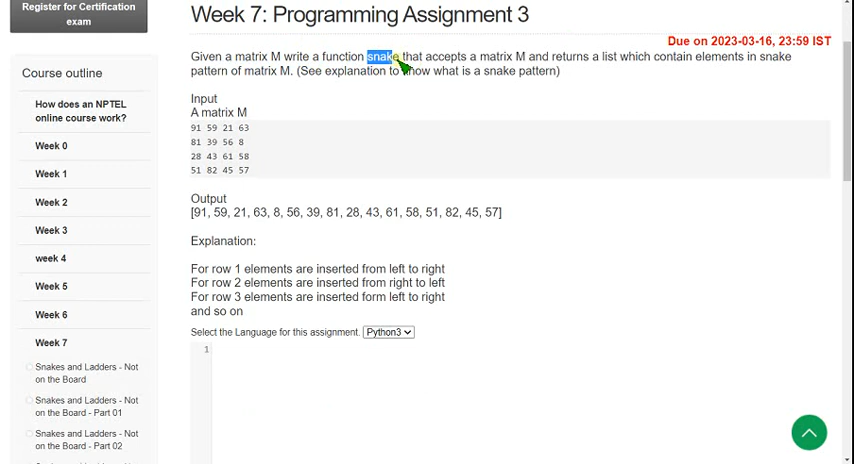 Register for Certification
exam
Course outline
How does an NPTEL
online course work?
Week 0
Week 1
Week 2
Week 3
week 4
Week 5
Week 6
Week 7
Snakes and Ladders - Not
on the Board
Snakes and Ladders - Not
on the Board - Part 01
Snakes and Ladders - Not
on the Board - Part 02
Week 7: Programming Assignment 3
Due on 2023-03-16, 23:59 IST
Given a matrix M write a function snake that accepts a matrix M and returns a list which contain elements in snake
pattern of matrix M. (See explanation to know what is a snake pattern)
Input
A matrix M
91 59 21 63
81 39 56 8
28 43 61 58
51 82 45 57
Output
[91, 59, 21, 63, 8, 56, 39, 81, 28, 43, 61, 58, 51, 82, 45, 57]
Explanation:
For row 1 elements are inserted from left to right
For row 2 elements are inserted from right to left
For row 3 elements are inserted form left to right
and so on
Select the Language for this assignment. Python3
1